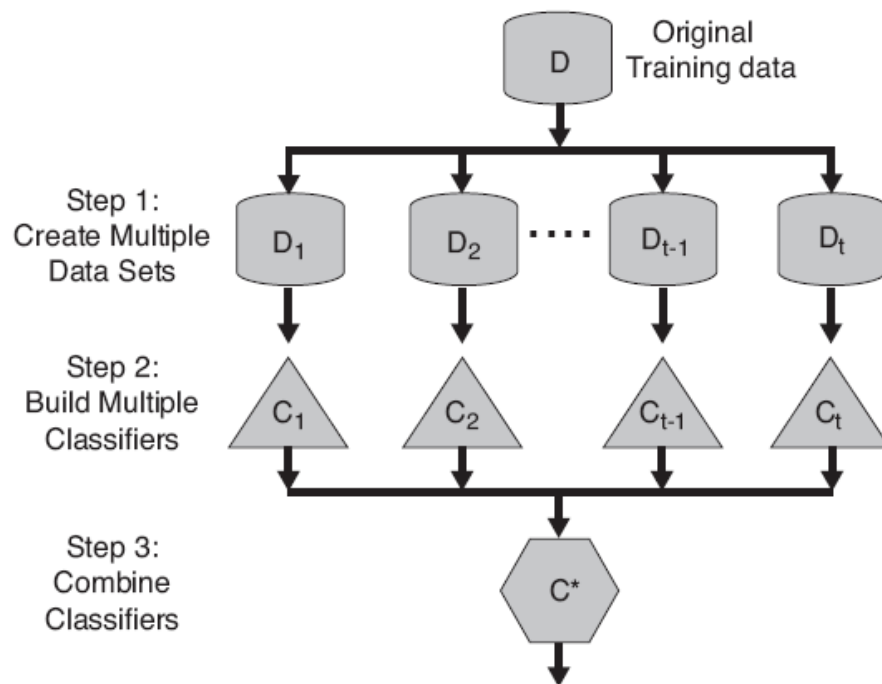 D
Original
Training data
Step 1:
Create Multiple
Data Sets
D₁
D₂
....
Dₜ₋₁
Dₜ
Step 2:
Build Multiple
Classifiers
C₁
C₂
Cₜ₋₁
Cₜ
Step 3:
Combine
Classifiers
C*